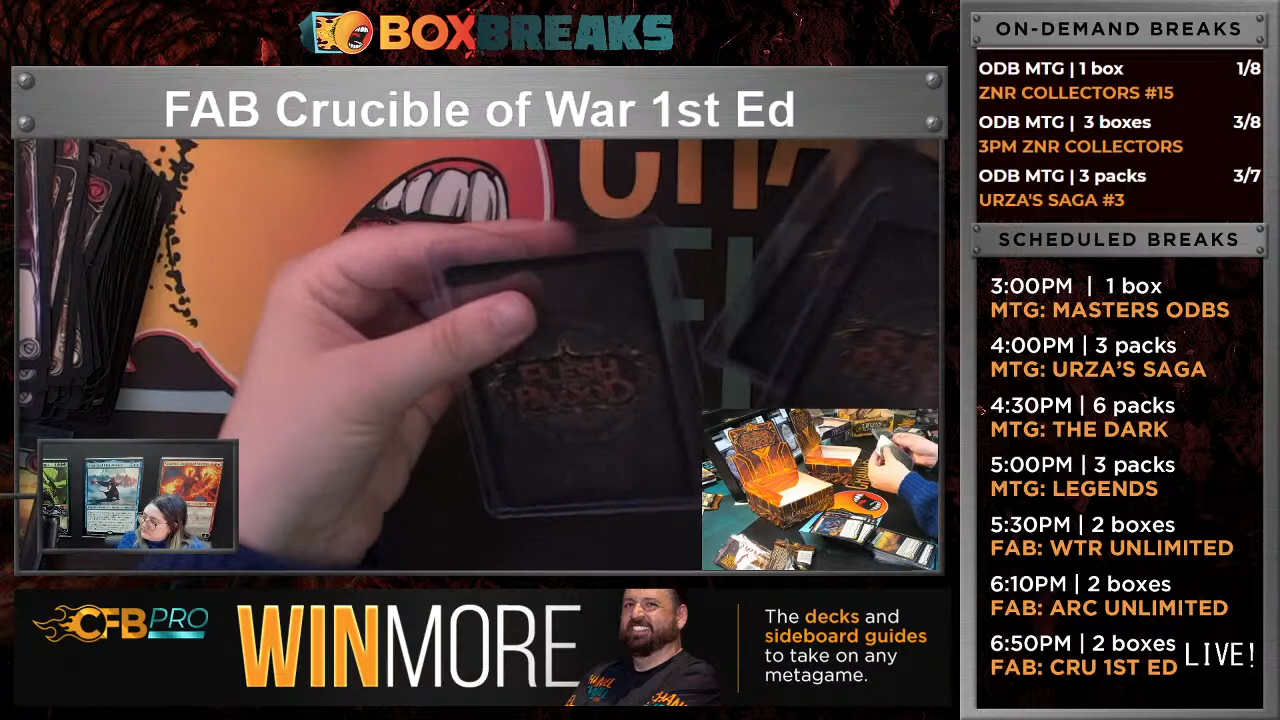 BOXBREAKS
FAB Crucible of War 1st Ed
FLESH
BLOOD
CFBPRO
WINMORE
The decks and
sideboard guides
to take on any
metagame.
ON-DEMAND BREAKS
ODB MTG | 1 box 1/8
ZNR COLLECTORS #15
ODB MTG | 3 boxes 3/8
3PM ZNR COLLECTORS
ODB MTG | 3 packs 3/7
URZA'S SAGA #3
SCHEDULED BREAKS
3:00PM | 1 box
MTG: MASTERS ODBS
4:00PM | 3 packs
MTG: URZA'S SAGA
4:30PM | 6 packs
MTG: THE DARK
5:00PM | 3 packs
MTG: LEGENDS
5:30PM | 2 boxes
FAB: WTR UNLIMITED
6:10PM | 2 boxes
FAB: ARC UNLIMITED
6:50PM | 2 boxes
FAB: CRU 1ST ED LIVE!